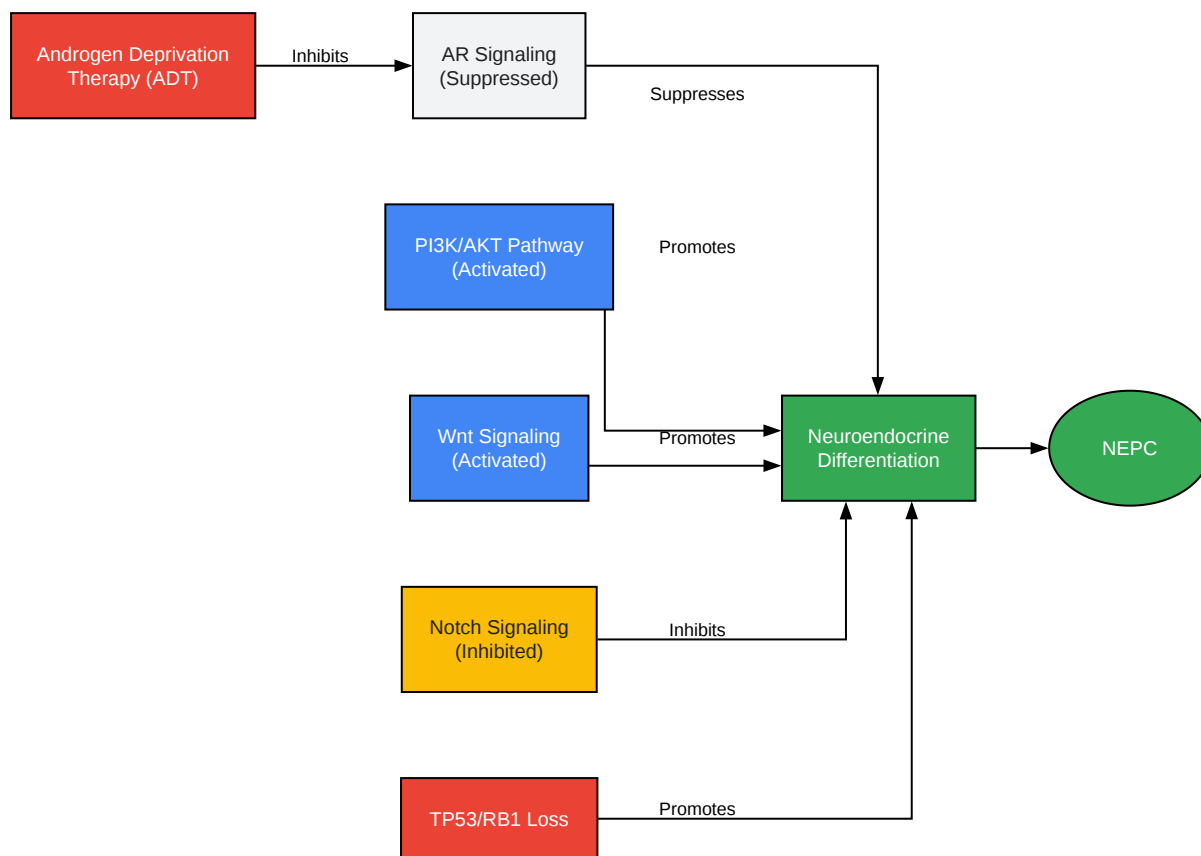 Androgen Deprivation
Therapy (ADT)
Inhibits
AR Signaling
(Suppressed)
Suppresses
PI3K/AKT Pathway
(Activated)
Promotes
Wnt Signaling
(Activated)
Promotes
Neuroendocrine
Differentiation
NEPC
Notch Signaling
(Inhibited)
Inhibits
TP53/RB1 Loss
Promotes